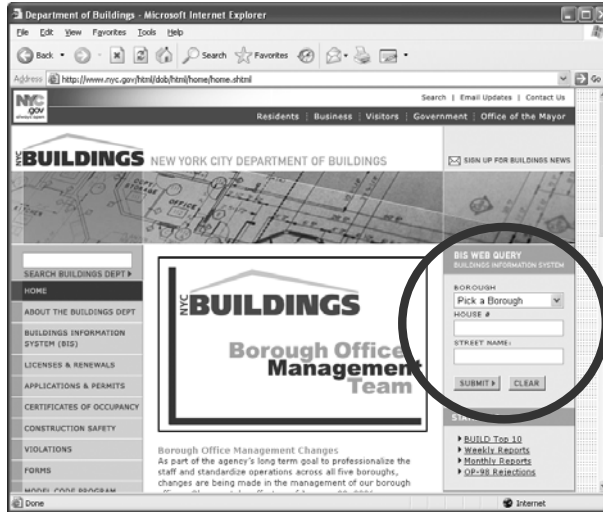 Department of Buildings - Microsoft Internet Explorer
File Edit View Favorites Tools Help
Back Search Favorites
Address http://www.nyc.gov/html/dob/html/home/home.shtml Go
NYC
.gov
Search | Email Updates | Contact Us
Residents | Business | Visitors | Government | Office of the Mayor
NYC BUILDINGS NEW YORK CITY DEPARTMENT OF BUILDINGS
SIGN UP FOR BUILDINGS NEWS
SEARCH BUILDINGS DEPT
HOME
ABOUT THE BUILDINGS DEPT
BUILDINGS INFORMATION
SYSTEM (BIS)
LICENSES & RENEWALS
APPLICATIONS & PERMITS
CERTIFICATES OF OCCUPANCY
CONSTRUCTION SAFETY
VIOLATIONS
FORMS
MODEL CODE PROGRAM
NYC BUILDINGS
Borough Office
Management
Team
Borough Office Management Changes
As part of the agency's long term goal to professionalize the
staff and standardize operations across all five boroughs,
changes are being made in the management of our borough
BIS WEB QUERY
BUILDINGS INFORMATION SYSTEM
BOROUGH
Pick a Borough
HOUSE #
STREET NAME:
SUBMIT CLEAR
BUILD Top 10
Weekly Reports
Monthly Reports
OP-98 Rejections
Done Internet